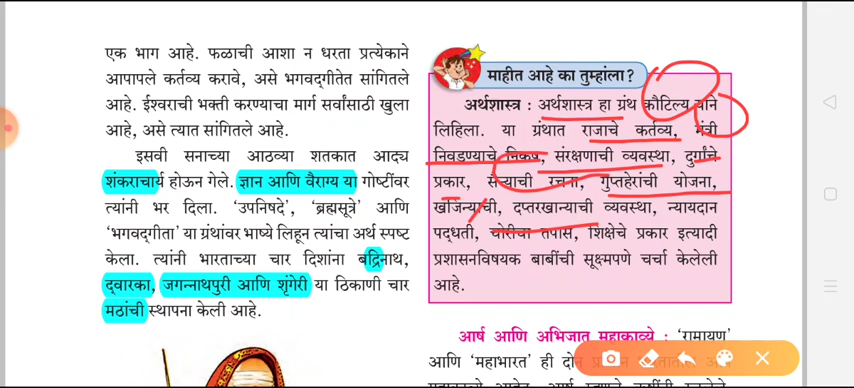 एक भाग आहे. फळाची आशा न धरता प्रत्येकाने
आपापले कर्तव्य करावे, असे भगवद्‌गीतेत सांगितले
आहे. ईश्वराची भक्ती करण्याचा मार्ग सर्वांसाठी खुला
आहे, असे त्यात सांगितले आहे.
इसवी सनाच्या आठव्या शतकात आद्य
शंकराचार्य होऊन गेले. ज्ञान आणि वैराग्य या गोष्टींवर
त्यांनी भर दिला. ‘उपनिषदे’, ‘ब्रह्मसूत्रे’ आणि
‘भगवद्‌गीता’ या ग्रंथांवर भाष्ये लिहून त्यांचा अर्थ स्पष्ट
केला. त्यांनी भारताच्या चार दिशांना बद्रिनाथ,
द्‌वारका, जगन्नाथपुरी आणि शृंगेरी या ठिकाणी चार
मठांची स्थापना केली आहे.
माहीत आहे का तुम्हांला?
अर्थशास्त्र : अर्थशास्त्र हा ग्रंथ कौटिल्य यांने
लिहिला. या ग्रंथात राजाचे कर्तव्य, मंत्री
निवडण्याचे निकष, संरक्षणाची व्यवस्था, दुर्गांचे
प्रकार, सैन्याची रचना, गुप्तहेरांची योजना,
खजिन्याची, दप्तरखान्याची व्यवस्था, न्यायदान
पद्धती, चोरीचा तपास, शिक्षेचे प्रकार इत्यादी
प्रशासनविषयक बाबींची सूक्ष्मपणे चर्चा केलेली
आहे.
आर्ष आणि अभिजात महाकाव्ये : ‘रामायण’
आणि ‘महाभारत’ ही दोन